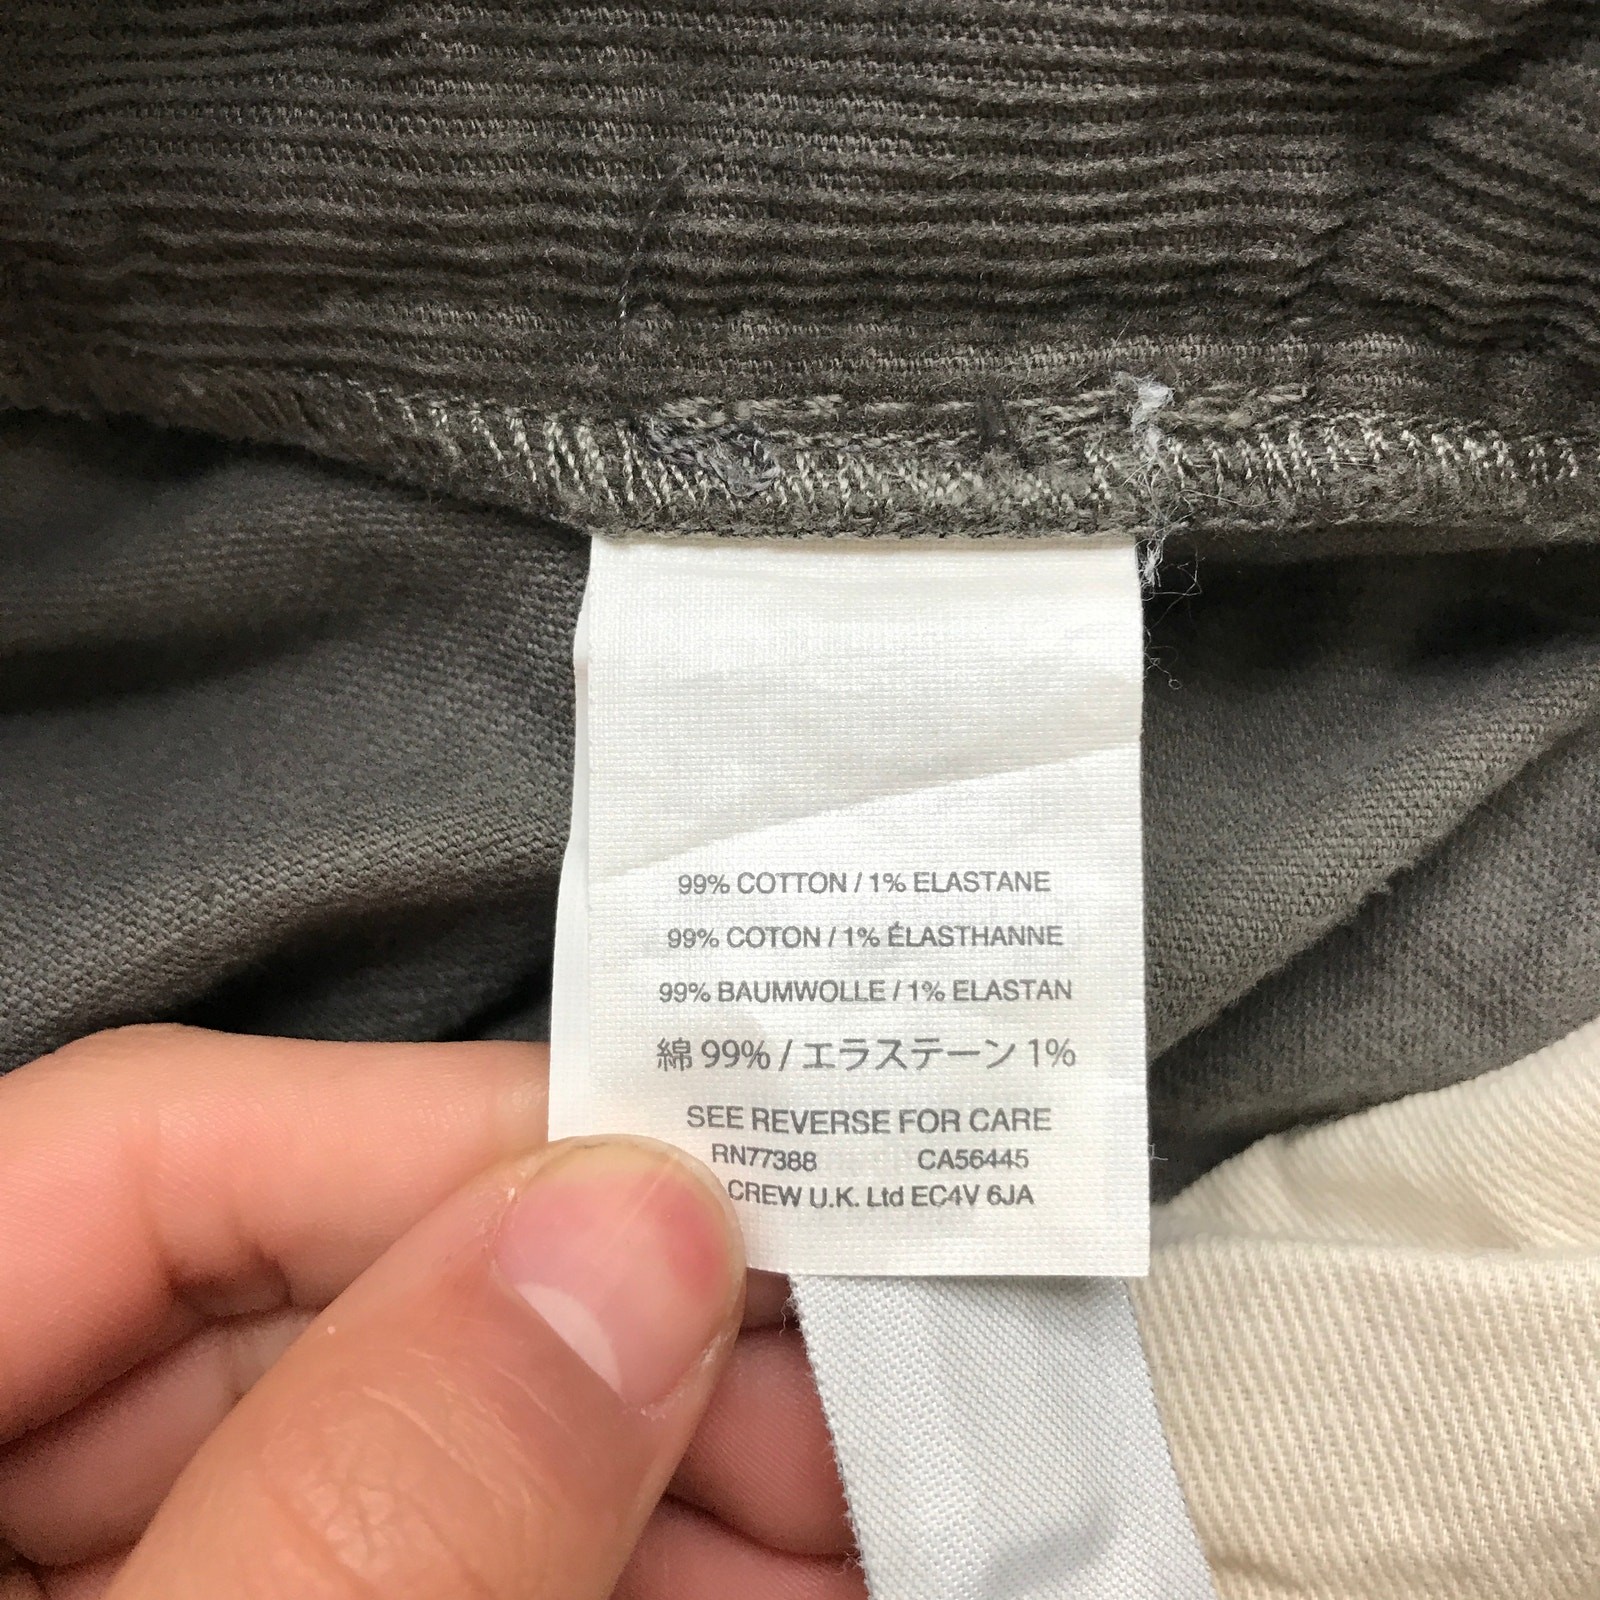 99% COTTON / 1% ELASTANE
99% COTON / 1% ÉLASTHANNE
99% BAUMWOLLE / 1% ELASTAN
綿 99% / エラステーン 1%
SEE REVERSE FOR CARE
RN77388 CA56445
CREW U.K. Ltd EC4V 6JA